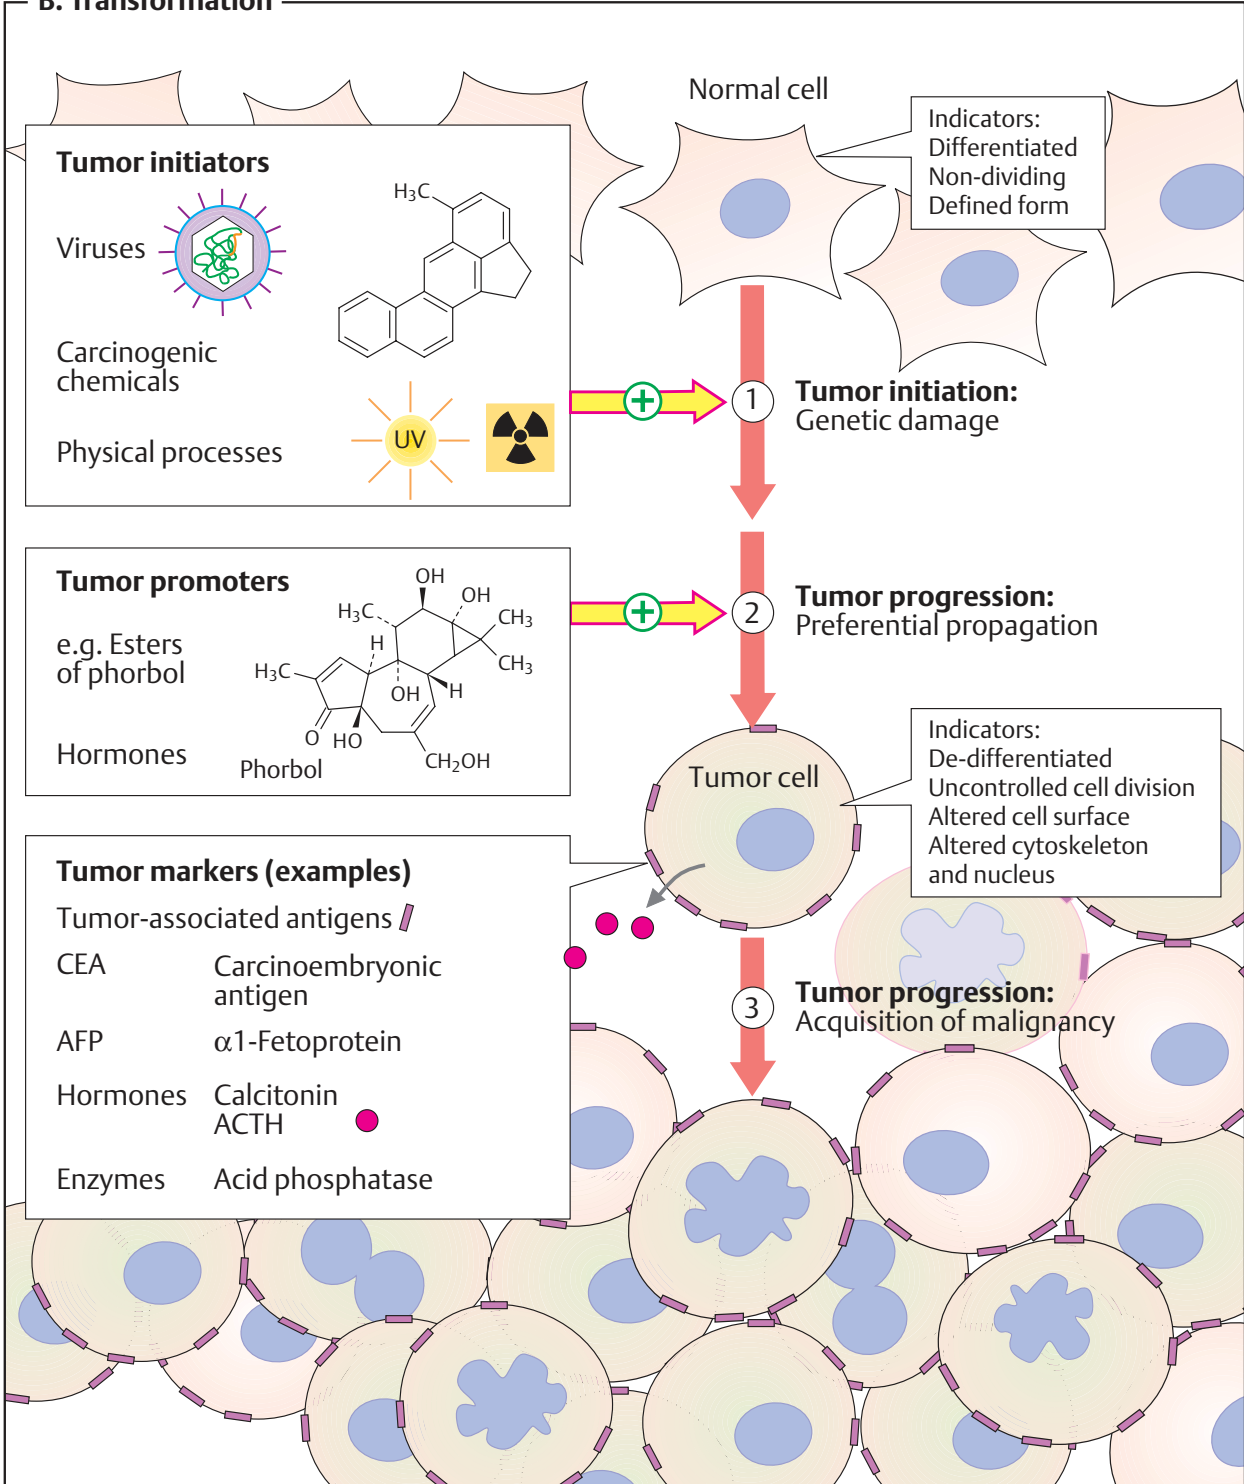 B. Transformation
Normal cell
Indicators:
Differentiated
Non-dividing
Defined form
Tumor initiators
Viruses
H₃C
Carcinogenic
chemicals
Physical processes
UV
+
1
Tumor initiation:
Genetic damage
Tumor promoters
e.g. Esters
of phorbol
Hormones
OH
OH
H₃C
CH₃
CH₃
H
H₃C
OH
H
O
HO
CH₂OH
Phorbol
+
2
Tumor progression:
Preferential propagation
Tumor cell
Indicators:
De-differentiated
Uncontrolled cell division
Altered cell surface
Altered cytoskeleton
and nucleus
Tumor markers (examples)
Tumor-associated antigens
CEA Carcinoembryonic
antigen
AFP α1-Fetoprotein
Hormones Calcitonin
ACTH
Enzymes Acid phosphatase
3
Tumor progression:
Acquisition of malignancy